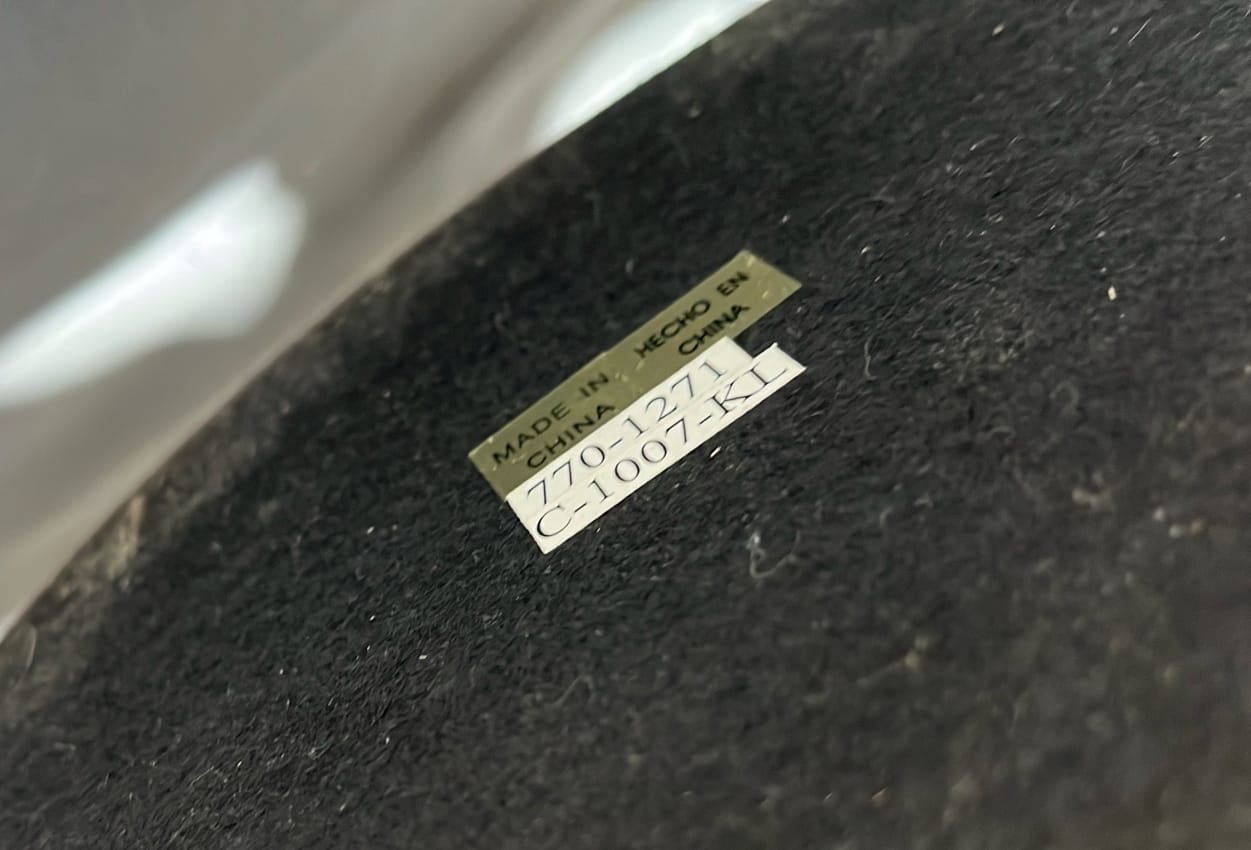 MADE IN HECHO EN
CHINA CHINA
770-1271
C-1007-KL